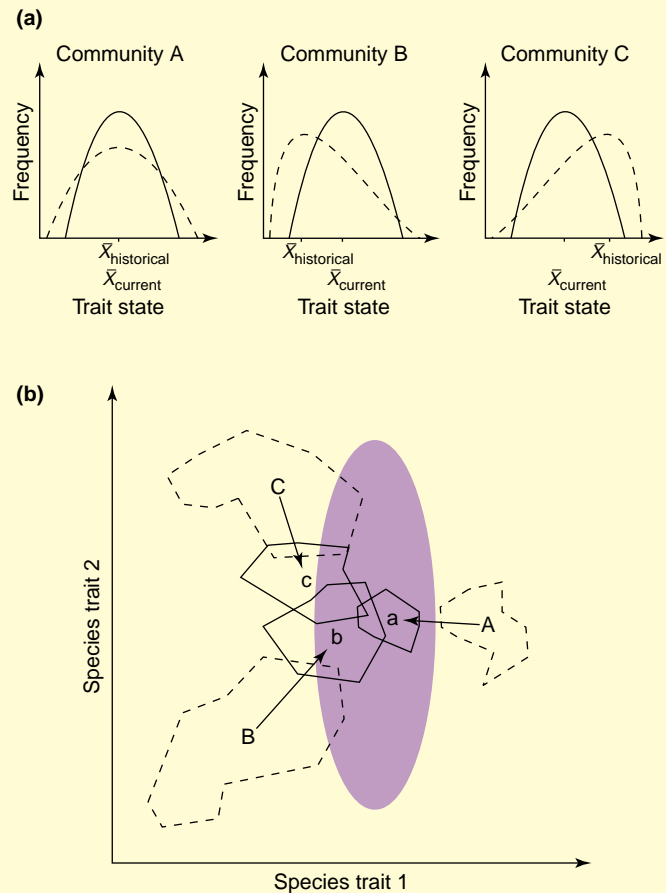 (a)
Community A
Community B
Community C
Frequency
Frequency
Frequency
X̄historical
X̄current
Trait state
X̄historical
X̄current
Trait state
X̄historical
X̄current
Trait state
(b)
Species trait 2
C
c
b
a
A
B
Species trait 1